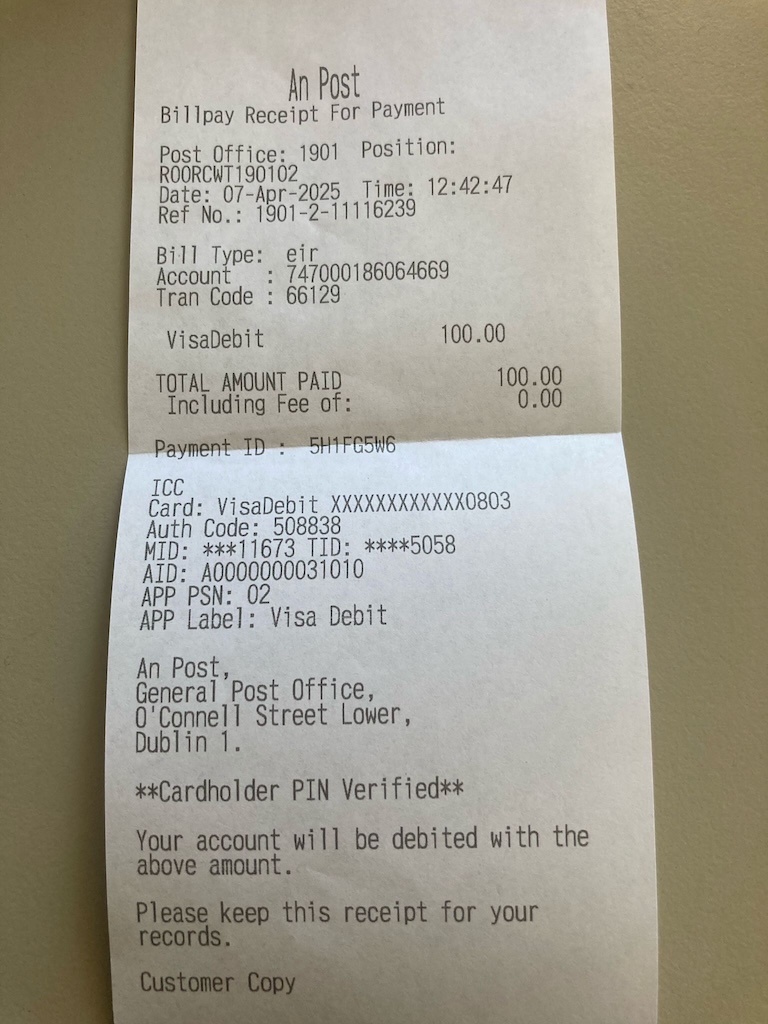 An Post
Billpay Receipt For Payment
Post Office: 1901 Position:
ROORCWT190102
Date: 07-Apr-2025 Time: 12:42:47
Ref No.: 1901-2-11116239
Bill Type: eir
Account : 747000186064669
Tran Code : 66129
VisaDebit 100.00
TOTAL AMOUNT PAID 100.00
Including Fee of: 0.00
Payment ID : 5H1FG5W6
ICC
Card: VisaDebit XXXXXXXXXXXX0803
Auth Code: 508838
MID: ***11673 TID: ****5058
AID: A0000000031010
APP PSN: 02
APP Label: Visa Debit
An Post,
General Post Office,
O'Connell Street Lower,
Dublin 1.
**Cardholder PIN Verified**
Your account will be debited with the
above amount.
Please keep this receipt for your
records.
Customer Copy